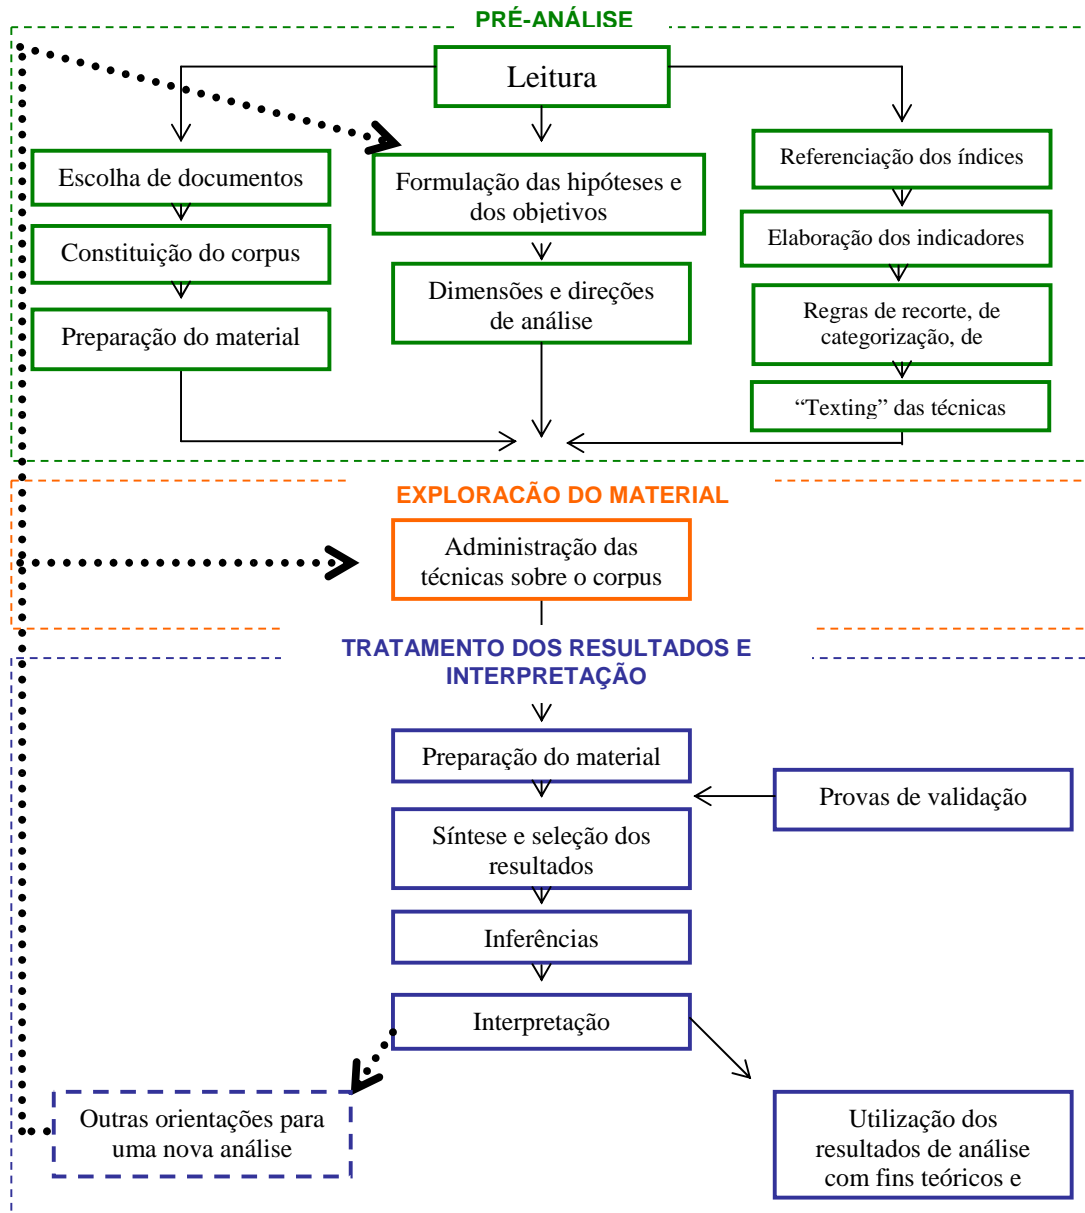 PRÉ-ANÁLISE
Leitura
Escolha de documentos
Constituição do corpus
Preparação do material
Formulação das hipóteses e
dos objetivos
Dimensões e direções
de análise
Referenciação dos índices
Elaboração dos indicadores
Regras de recorte, de
categorização, de
“Texting” das técnicas
EXPLORACÃO DO MATERIAL
Administração das
técnicas sobre o corpus
TRATAMENTO DOS RESULTADOS E
INTERPRETAÇÃO
Preparação do material
Provas de validação
Síntese e seleção dos
resultados
Inferências
Interpretação
Outras orientações para
uma nova análise
Utilização dos
resultados de análise
com fins teóricos e